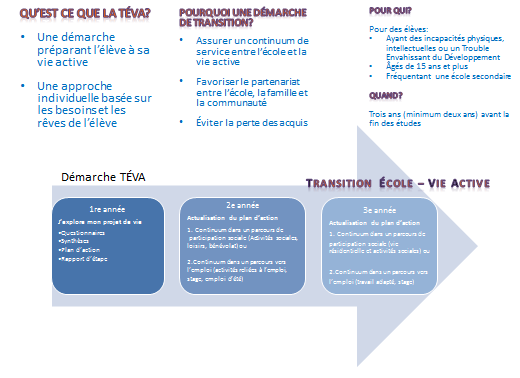 QU'EST CE QUE LA TÉVA?
• Une démarche
préparant l'élève à sa
vie active
• Une approche
individuelle basée sur
les besoins et les
rêves de l'élève
POURQUOI UNE DÉMARCHE
DE TRANSITION?
• Assurer un continuum de
service entre l'école et la
vie active
• Favoriser le partenariat
entre l'école, la famille et
la communauté
• Éviter la perte des acquis
POUR QUI?
Pour des élèves:
• Ayant des incapacités physiques,
intellectuelles ou un Trouble
Envahissant du Développement
• Âgés de 15 ans et plus
• Fréquentant une école secondaire
QUAND?
Trois ans (minimum deux ans) avant la
fin des études
Démarche TÉVA
TRANSITION ÉCOLE – VIE ACTIVE
1re année
J'explore mon projet de vie
•Questionnaires
•Synthèses
•Plan d'action
•Rapport d'étape
2e année
Actualisation du plan d'action
1. Continuum dans un parcours de
participation sociale (Activités sociales,
loisirs, bénévolat) ou
2.Continuum dans un parcours vers
l'emploi (activités reliées à l'emploi,
stage, emploi d'été)
3e année
Actualisation du plan d'action
1. Continuum dans un parcours de
participation sociale (vie
résidentielle et activités sociales) ou
2.Continuum dans un parcours vers
l'emploi (travail adapté, stage)